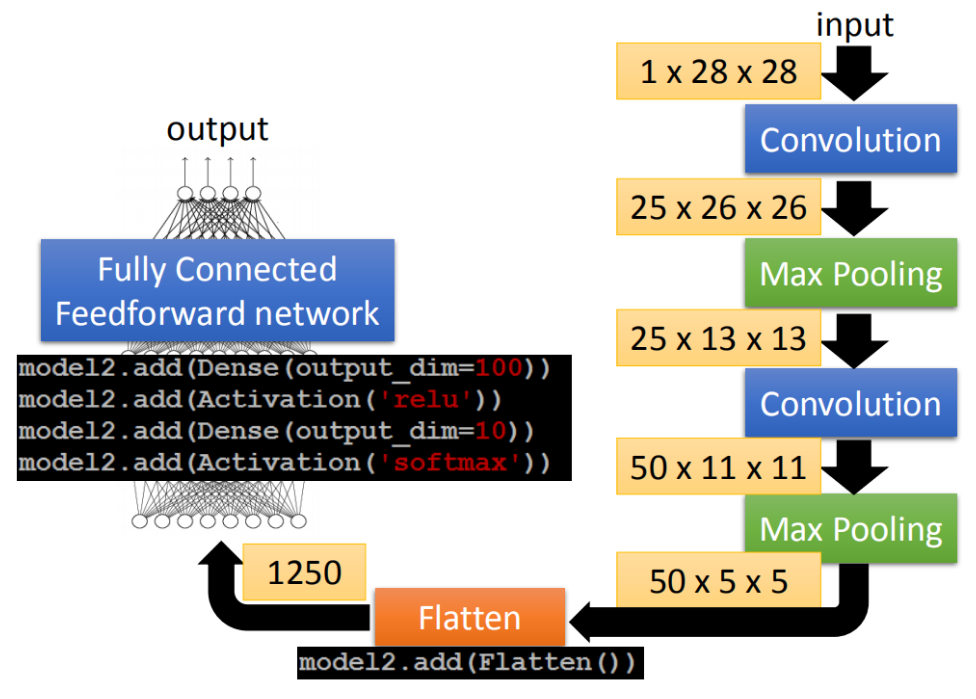 input
1 x 28 x 28
Convolution
25 x 26 x 26
Max Pooling
25 x 13 x 13
Convolution
50 x 11 x 11
Max Pooling
50 x 5 x 5
Flatten
model2.add(Flatten())
1250
output
Fully Connected
Feedforward network
model2.add(Dense(output_dim=100))
model2.add(Activation('relu'))
model2.add(Dense(output_dim=10))
model2.add(Activation('softmax'))